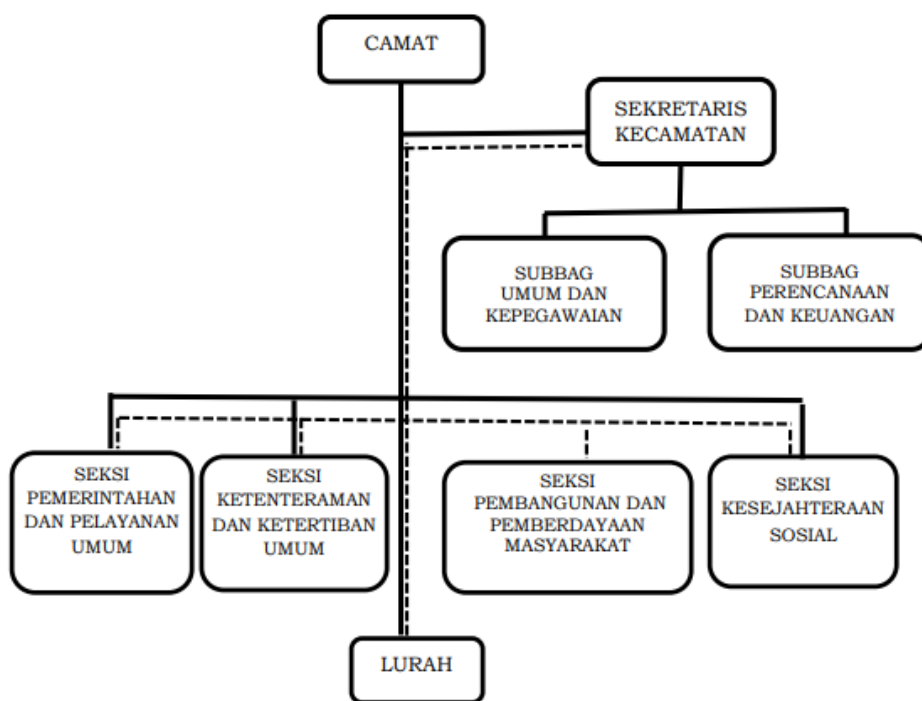 CAMAT
SEKRETARIS
KECAMATAN
SUBBAG
UMUM DAN
KEPEGAWAIAN
SUBBAG
PERENCANAAN
DAN KEUANGAN
SEKSI
PEMERINTAHAN
DAN PELAYANAN
UMUM
SEKSI
KETENTERAMAN
DAN KETERTIBAN
UMUM
SEKSI
PEMBANGUNAN DAN
PEMBERDAYAAN
MASYARAKAT
SEKSI
KESEJAHTERAAN
SOSIAL
LURAH